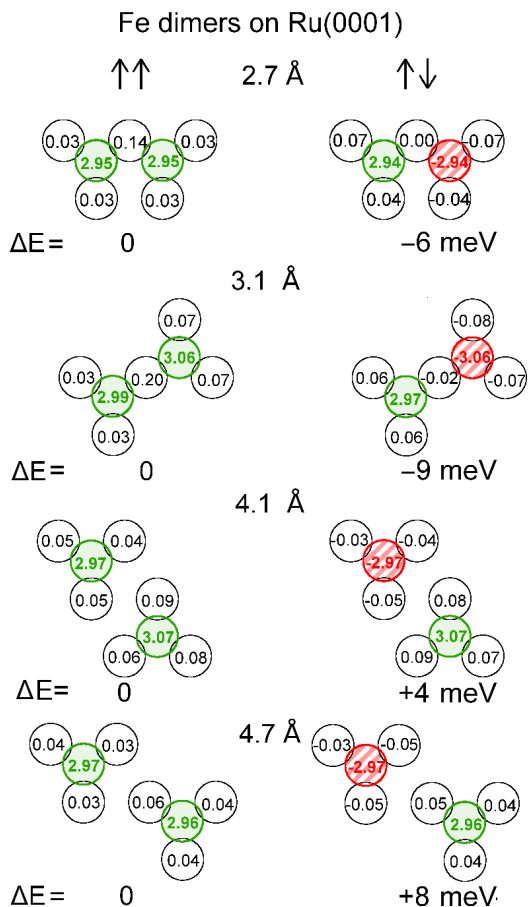 Fe dimers on Ru(0001)
↑↑ 2.7 Å ↑↓
0.03 0.14 0.03 0.07 0.00 -0.07
2.95 2.95 2.94 -2.94
0.03 0.03 0.04 -0.04
ΔE= 0 −6 meV
3.1 Å
0.07 -0.08
3.06 -3.06
0.03 0.20 0.07 0.06 -0.02 -0.07
2.99 2.97
0.03 0.06
0 −9 meV
ΔE=
4.1 Å
0.05 0.04 -0.03 -0.04
2.97 -2.97
0.05 0.09 -0.05 0.08
3.07 3.07
0.06 0.08 0.09 0.07
ΔE= 0 +4 meV
4.7 Å
0.04 0.03 -0.03 -0.05
2.97 -2.97
0.03 0.06 0.04 -0.05 0.05 0.04
2.96 2.96
0.04 0.04
ΔE= 0 +8 meV